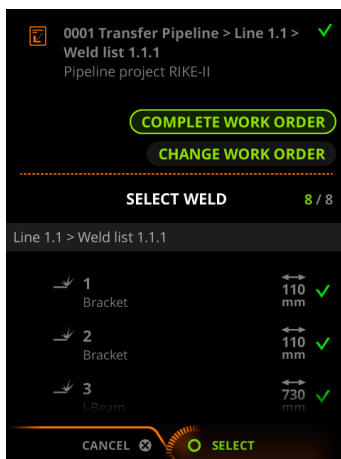 0001 Transfer Pipeline > Line 1.1 >
Weld list 1.1.1
Pipeline project RIKE-II
COMPLETE WORK ORDER
CHANGE WORK ORDER
SELECT WELD 8 / 8
Line 1.1 > Weld list 1.1.1
1 110
Bracket mm
2 110
Bracket mm
3 730
I-Beam mm
CANCEL SELECT